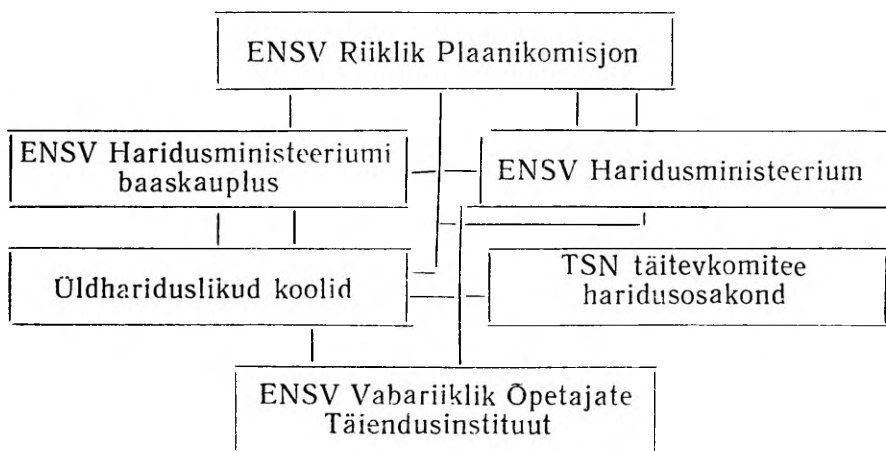 ENSV Riiklik Plaanikomisjon
ENSV Haridusministeeriumi
baaskauplus
ENSV Haridusministeerium
Üldhariduslikud koolid
TSN täitevkomitee
haridusosakond
ENSV Vabariiklik Õpetajate
Täiendusinstituut